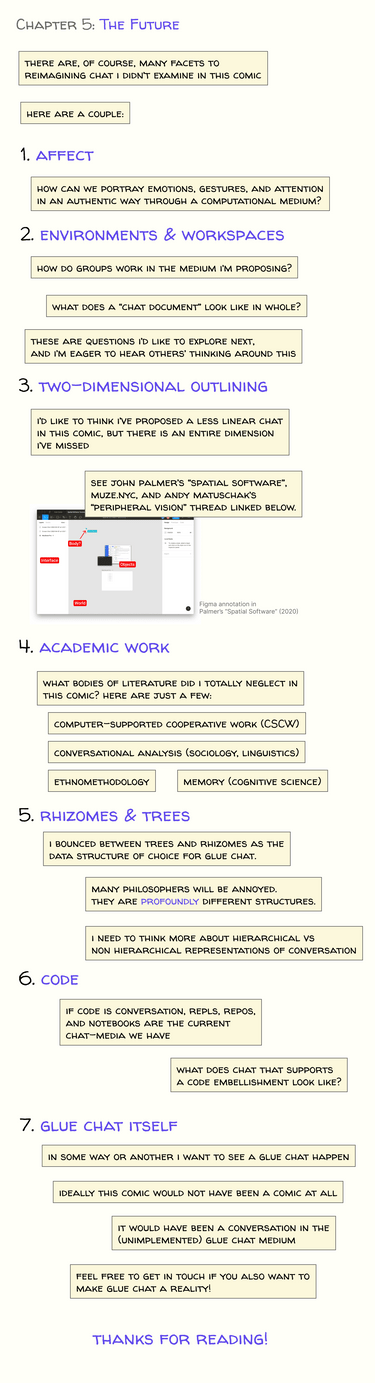 Chapter 5: The Future
There are, of course, many facets to
reimagining chat I didn't examine in this comic
Here are a couple:
1. Affect
How can we portray emotions, gestures, and attention
in an authentic way through a computational medium?
2. Environments & Workspaces
How do groups work in the medium I'm proposing?
What does a "chat document" look like in whole?
These are questions I'd like to explore next,
and I'm eager to hear others' thinking around this
3. Two-Dimensional Outlining
I'd like to think I've proposed a less linear chat
in this comic, but there is an entire dimension
I've missed
See John Palmer's "Spatial Software",
muze.nyc, and Andy Matuschak's
"Peripheral Vision" thread linked below.
Body?
Interface
Objects
World
Figma annotation in
Palmer's "Spatial Software" (2020)
4. Academic Work
What bodies of literature did I totally neglect in
this comic? Here are just a few:
Computer-Supported Cooperative Work (CSCW)
Conversational Analysis (Sociology, Linguistics)
Ethnomethodology
Memory (Cognitive Science)
5. Rhizomes & Trees
I bounced between trees and rhizomes as the
data structure of choice for Glue Chat.
Many philosophers will be annoyed.
They are profoundly different structures.
I need to think more about hierarchical vs
non hierarchical representations of conversation
6. Code
If code is conversation, REPLs, repos,
and notebooks are the current
chat-media we have
What does chat that supports
a code embellishment look like?
7. Glue Chat Itself
In some way or another I want to see a Glue Chat happen
Ideally this comic would not have been a comic at all
It would have been a conversation in the
(unimplemented) Glue Chat medium
Feel free to get in touch if you also want to
make Glue Chat a reality!
Thanks for reading!